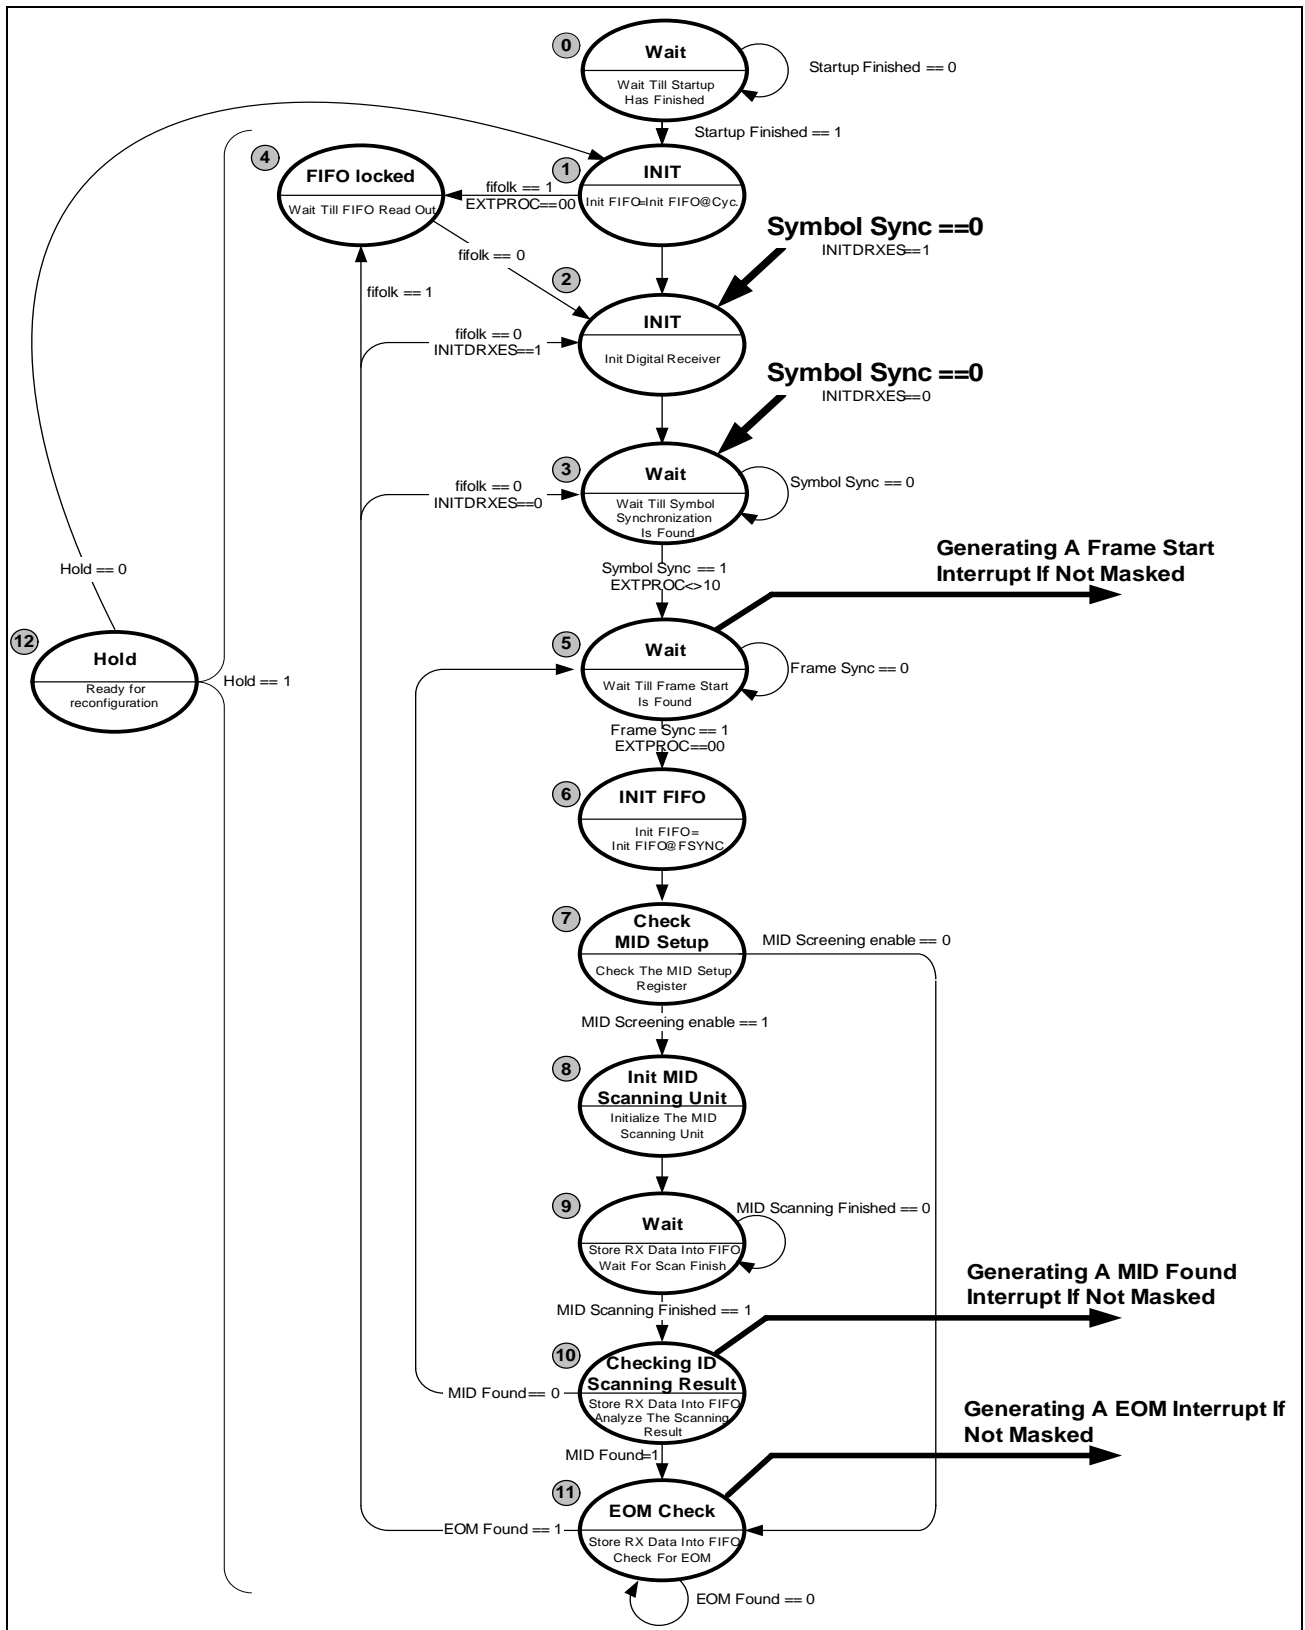 0
Wait
Wait Till Startup
Has Finished
Startup Finished == 0
Startup Finished == 1
4
FIFO locked
Wait Till FIFO Read Out
fifolk == 1
EXTPROC==00
1
INIT
Init FIFO=Init FIFO@Cyc.
Symbol Sync ==0
INITDRXES==1
fifolk == 0
fifolk == 1
2
INIT
Init Digital Receiver
fifolk == 0
INITDRXES==1
Symbol Sync ==0
INITDRXES==0
3
Wait
Wait Till Symbol
Synchronization
Is Found
Symbol Sync == 0
fifolk == 0
INITDRXES==0
Symbol Sync == 1
EXTPROC<>10
Generating A Frame Start
Interrupt If Not Masked
Hold == 0
12
Hold
Ready for
reconfiguration
Hold == 1
5
Wait
Wait Till Frame Start
Is Found
Frame Sync == 0
Frame Sync == 1
EXTPROC==00
6
INIT FIFO
Init FIFO=
Init FIFO@FSYNC
7
Check
MID Setup
Check The MID Setup
Register
MID Screening enable == 0
MID Screening enable == 1
8
Init MID
Scanning Unit
Initialize The MID
Scanning Unit
9
Wait
Store RX Data Into FIFO
Wait For Scan Finish
MID Scanning Finished == 0
MID Scanning Finished == 1
Generating A MID Found
Interrupt If Not Masked
10
Checking ID
Scanning Result
Store RX Data Into FIFO
Analyze The Scanning
Result
MID Found== 0
MID Found=1
Generating A EOM Interrupt If
Not Masked
11
EOM Check
Store RX Data Into FIFO
Check For EOM
EOM Found == 1
EOM Found == 0